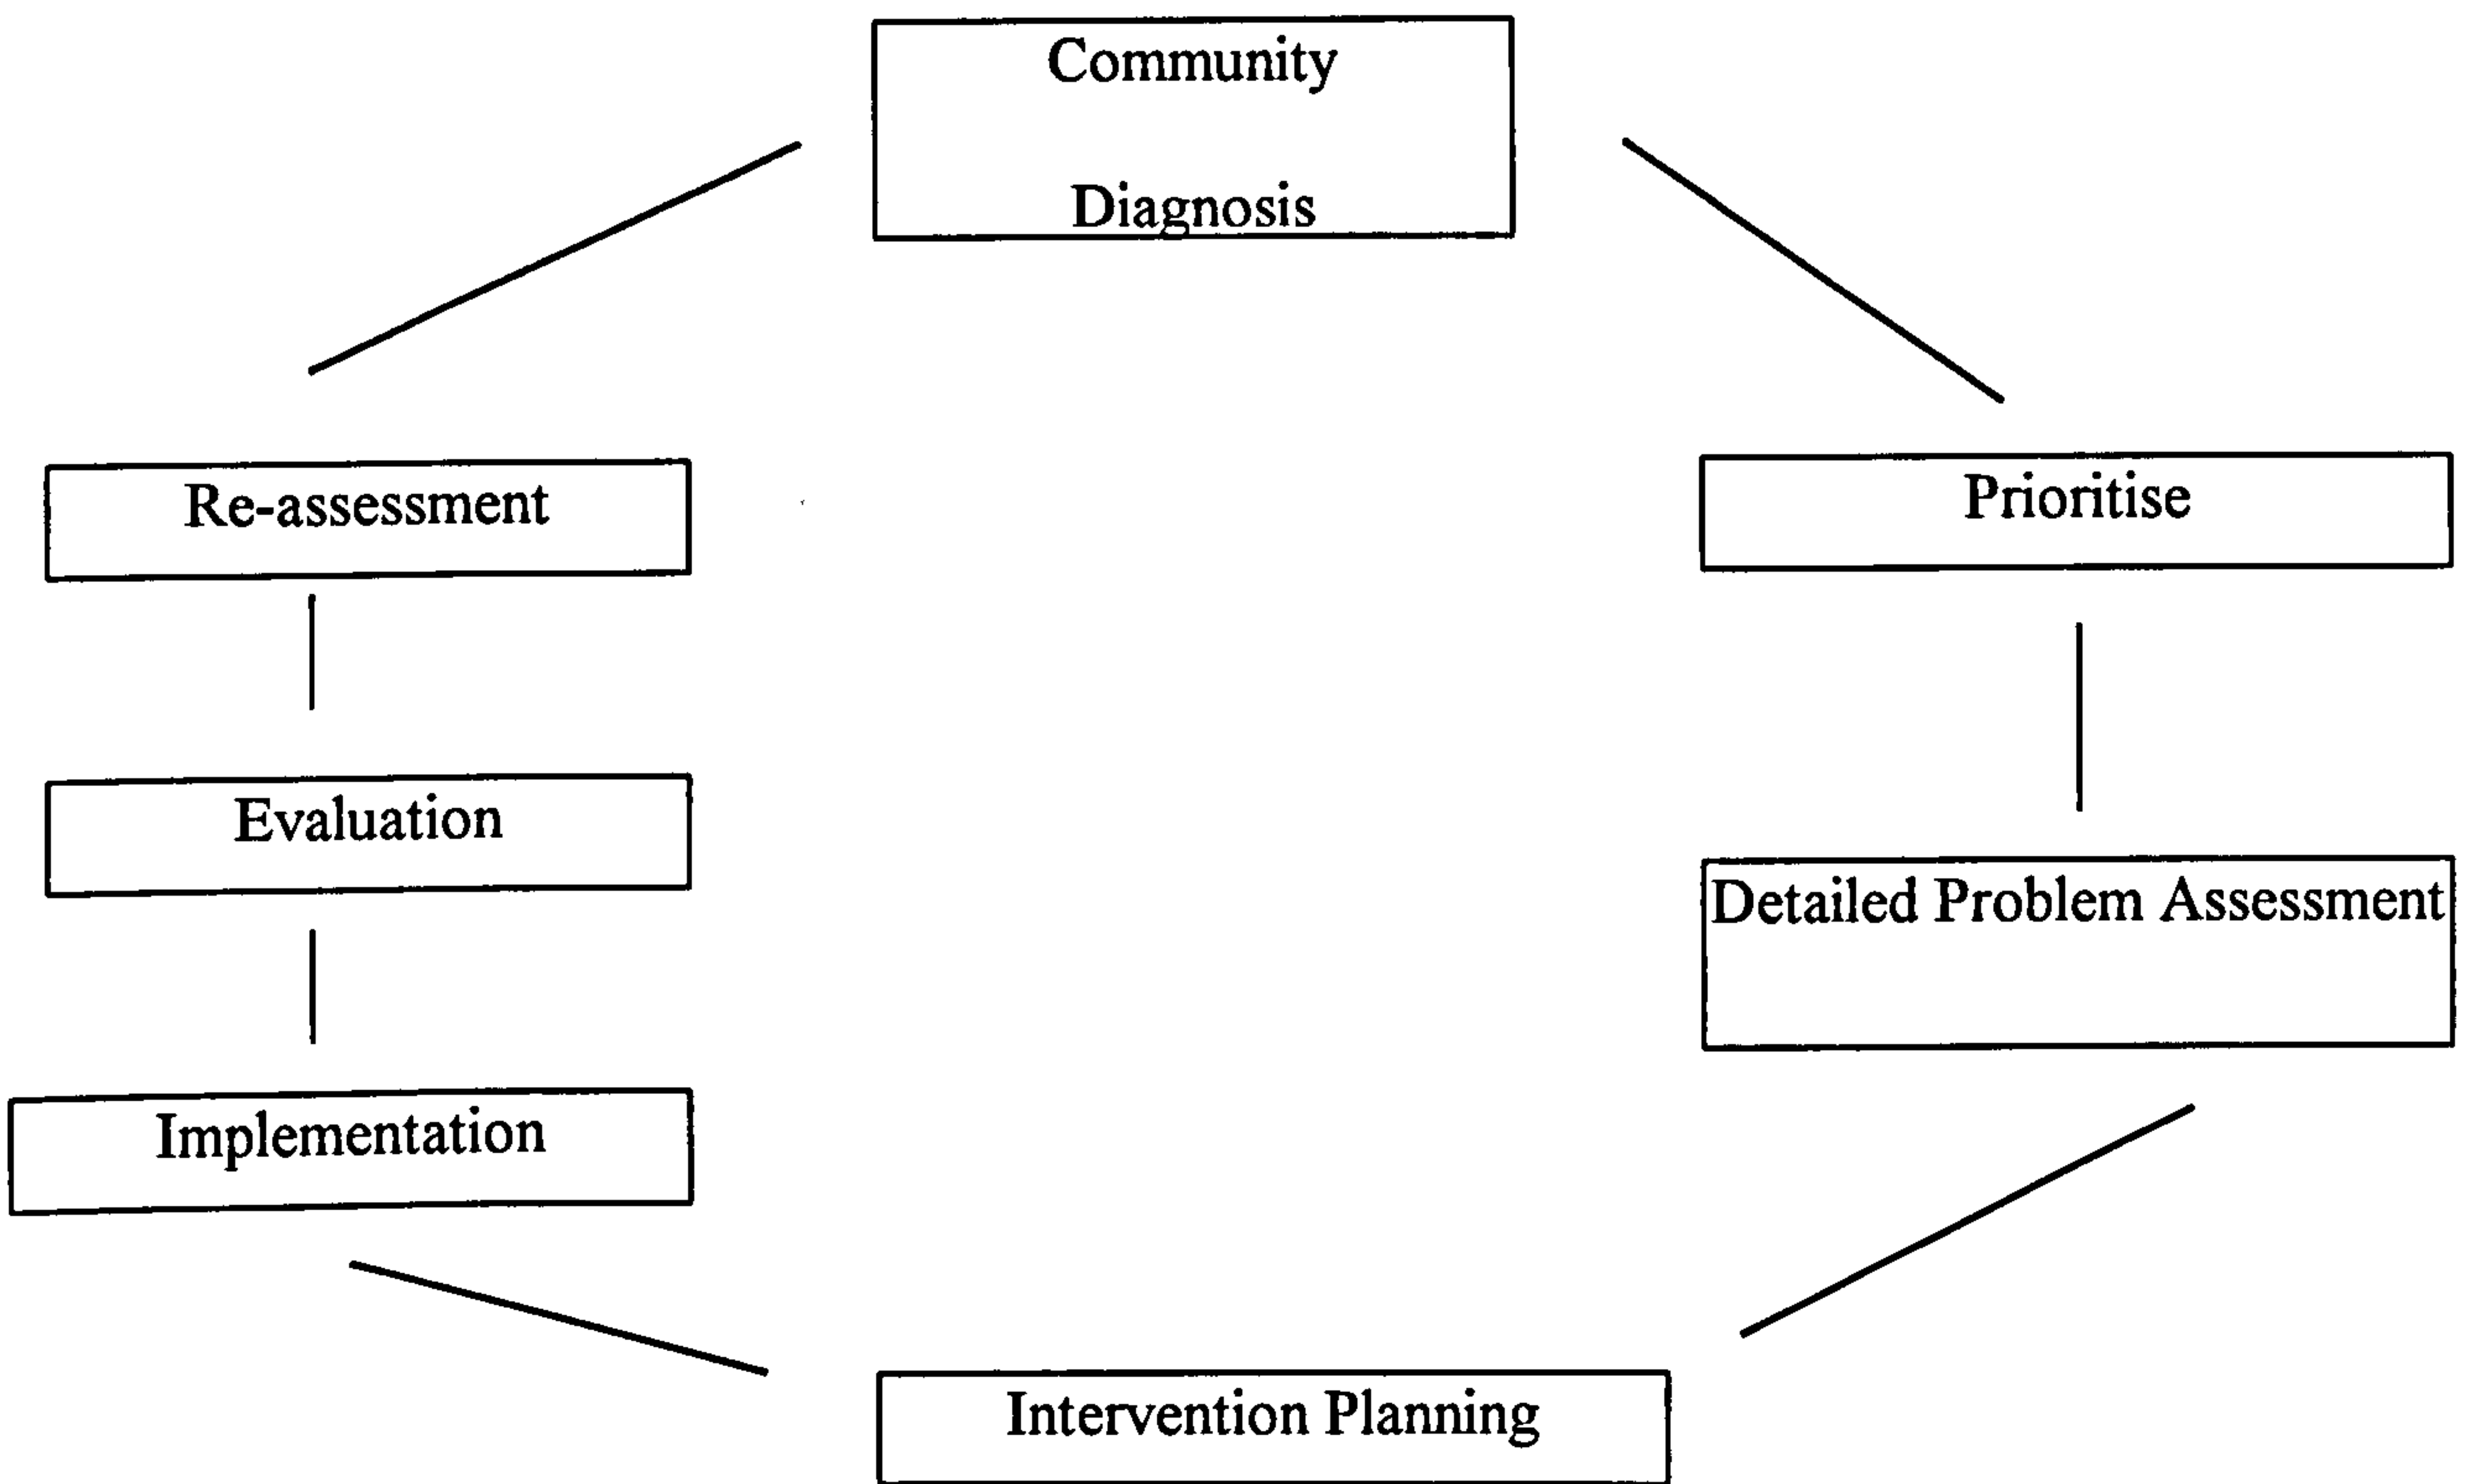 Community
Diagnosis
Re-assessment
Prioritise
Evaluation
Detailed Problem Assessment
Implementation
Intervention Planning